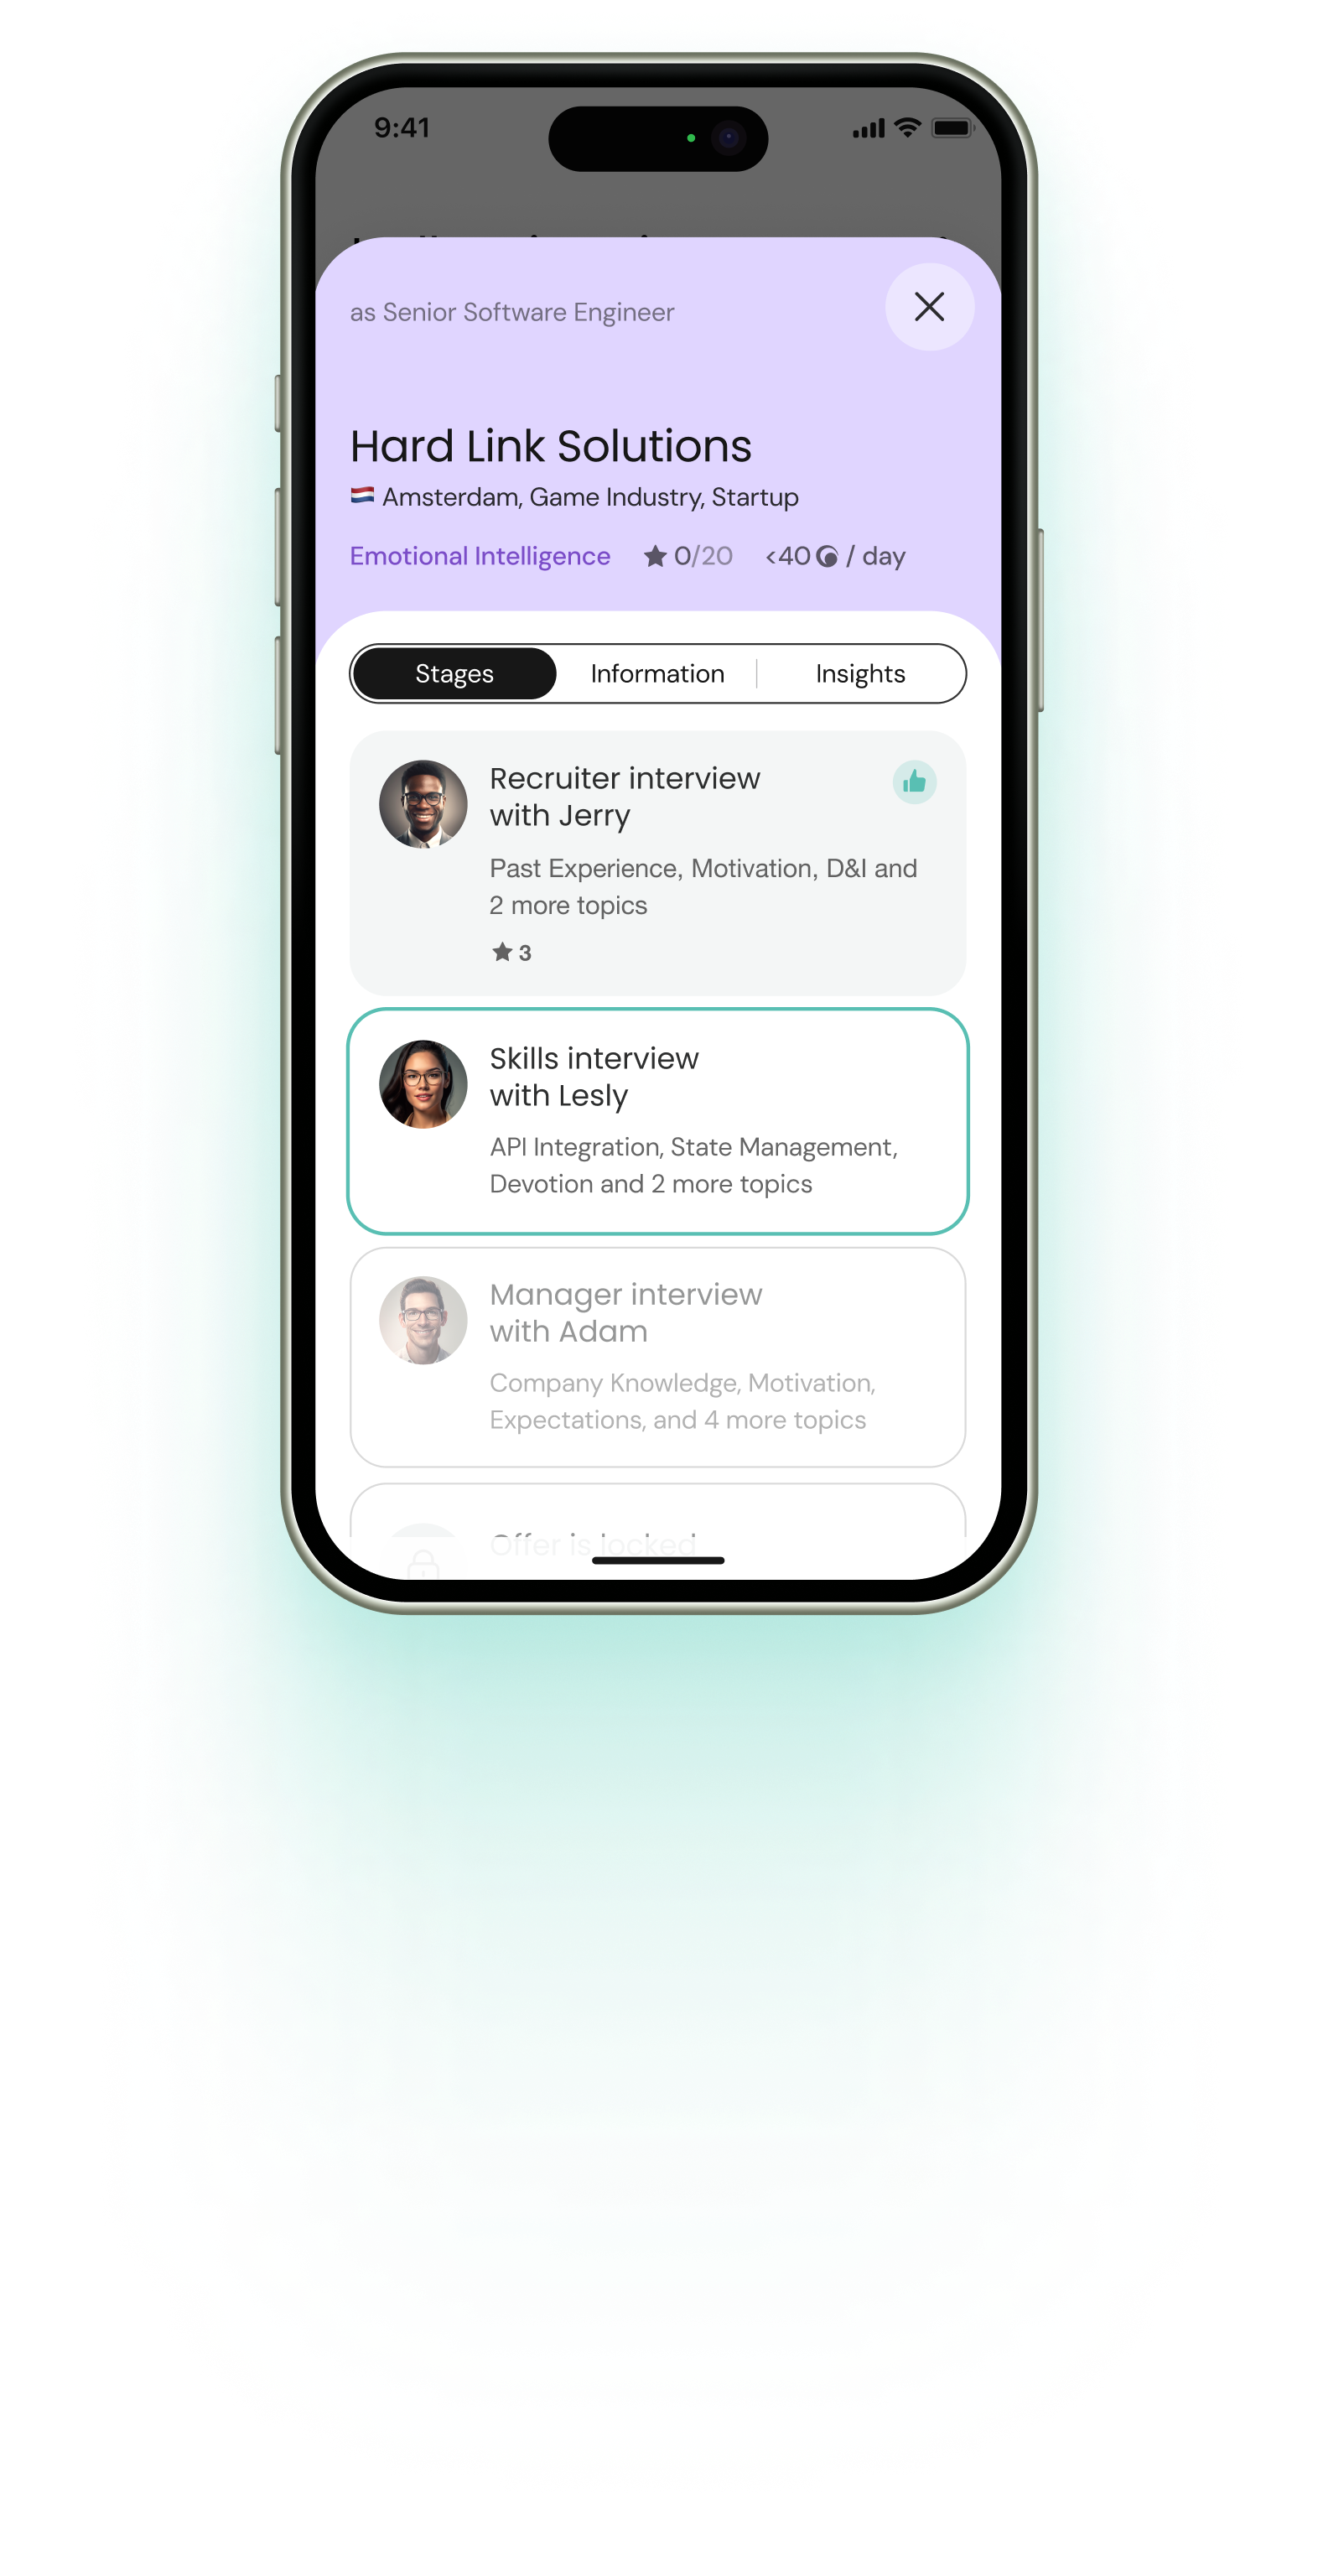 9:41
as Senior Software Engineer
Hard Link Solutions
🇳🇱 Amsterdam, Game Industry, Startup
Emotional Intelligence ★ 0/20 <40 / day
Stages Information Insights
Recruiter interview
with Jerry
Past Experience, Motivation, D&I and
2 more topics
★ 3
Skills interview
with Lesly
API Integration, State Management,
Devotion and 2 more topics
Manager interview
with Adam
Company Knowledge, Motivation,
Expectations, and 4 more topics
Offer is locked